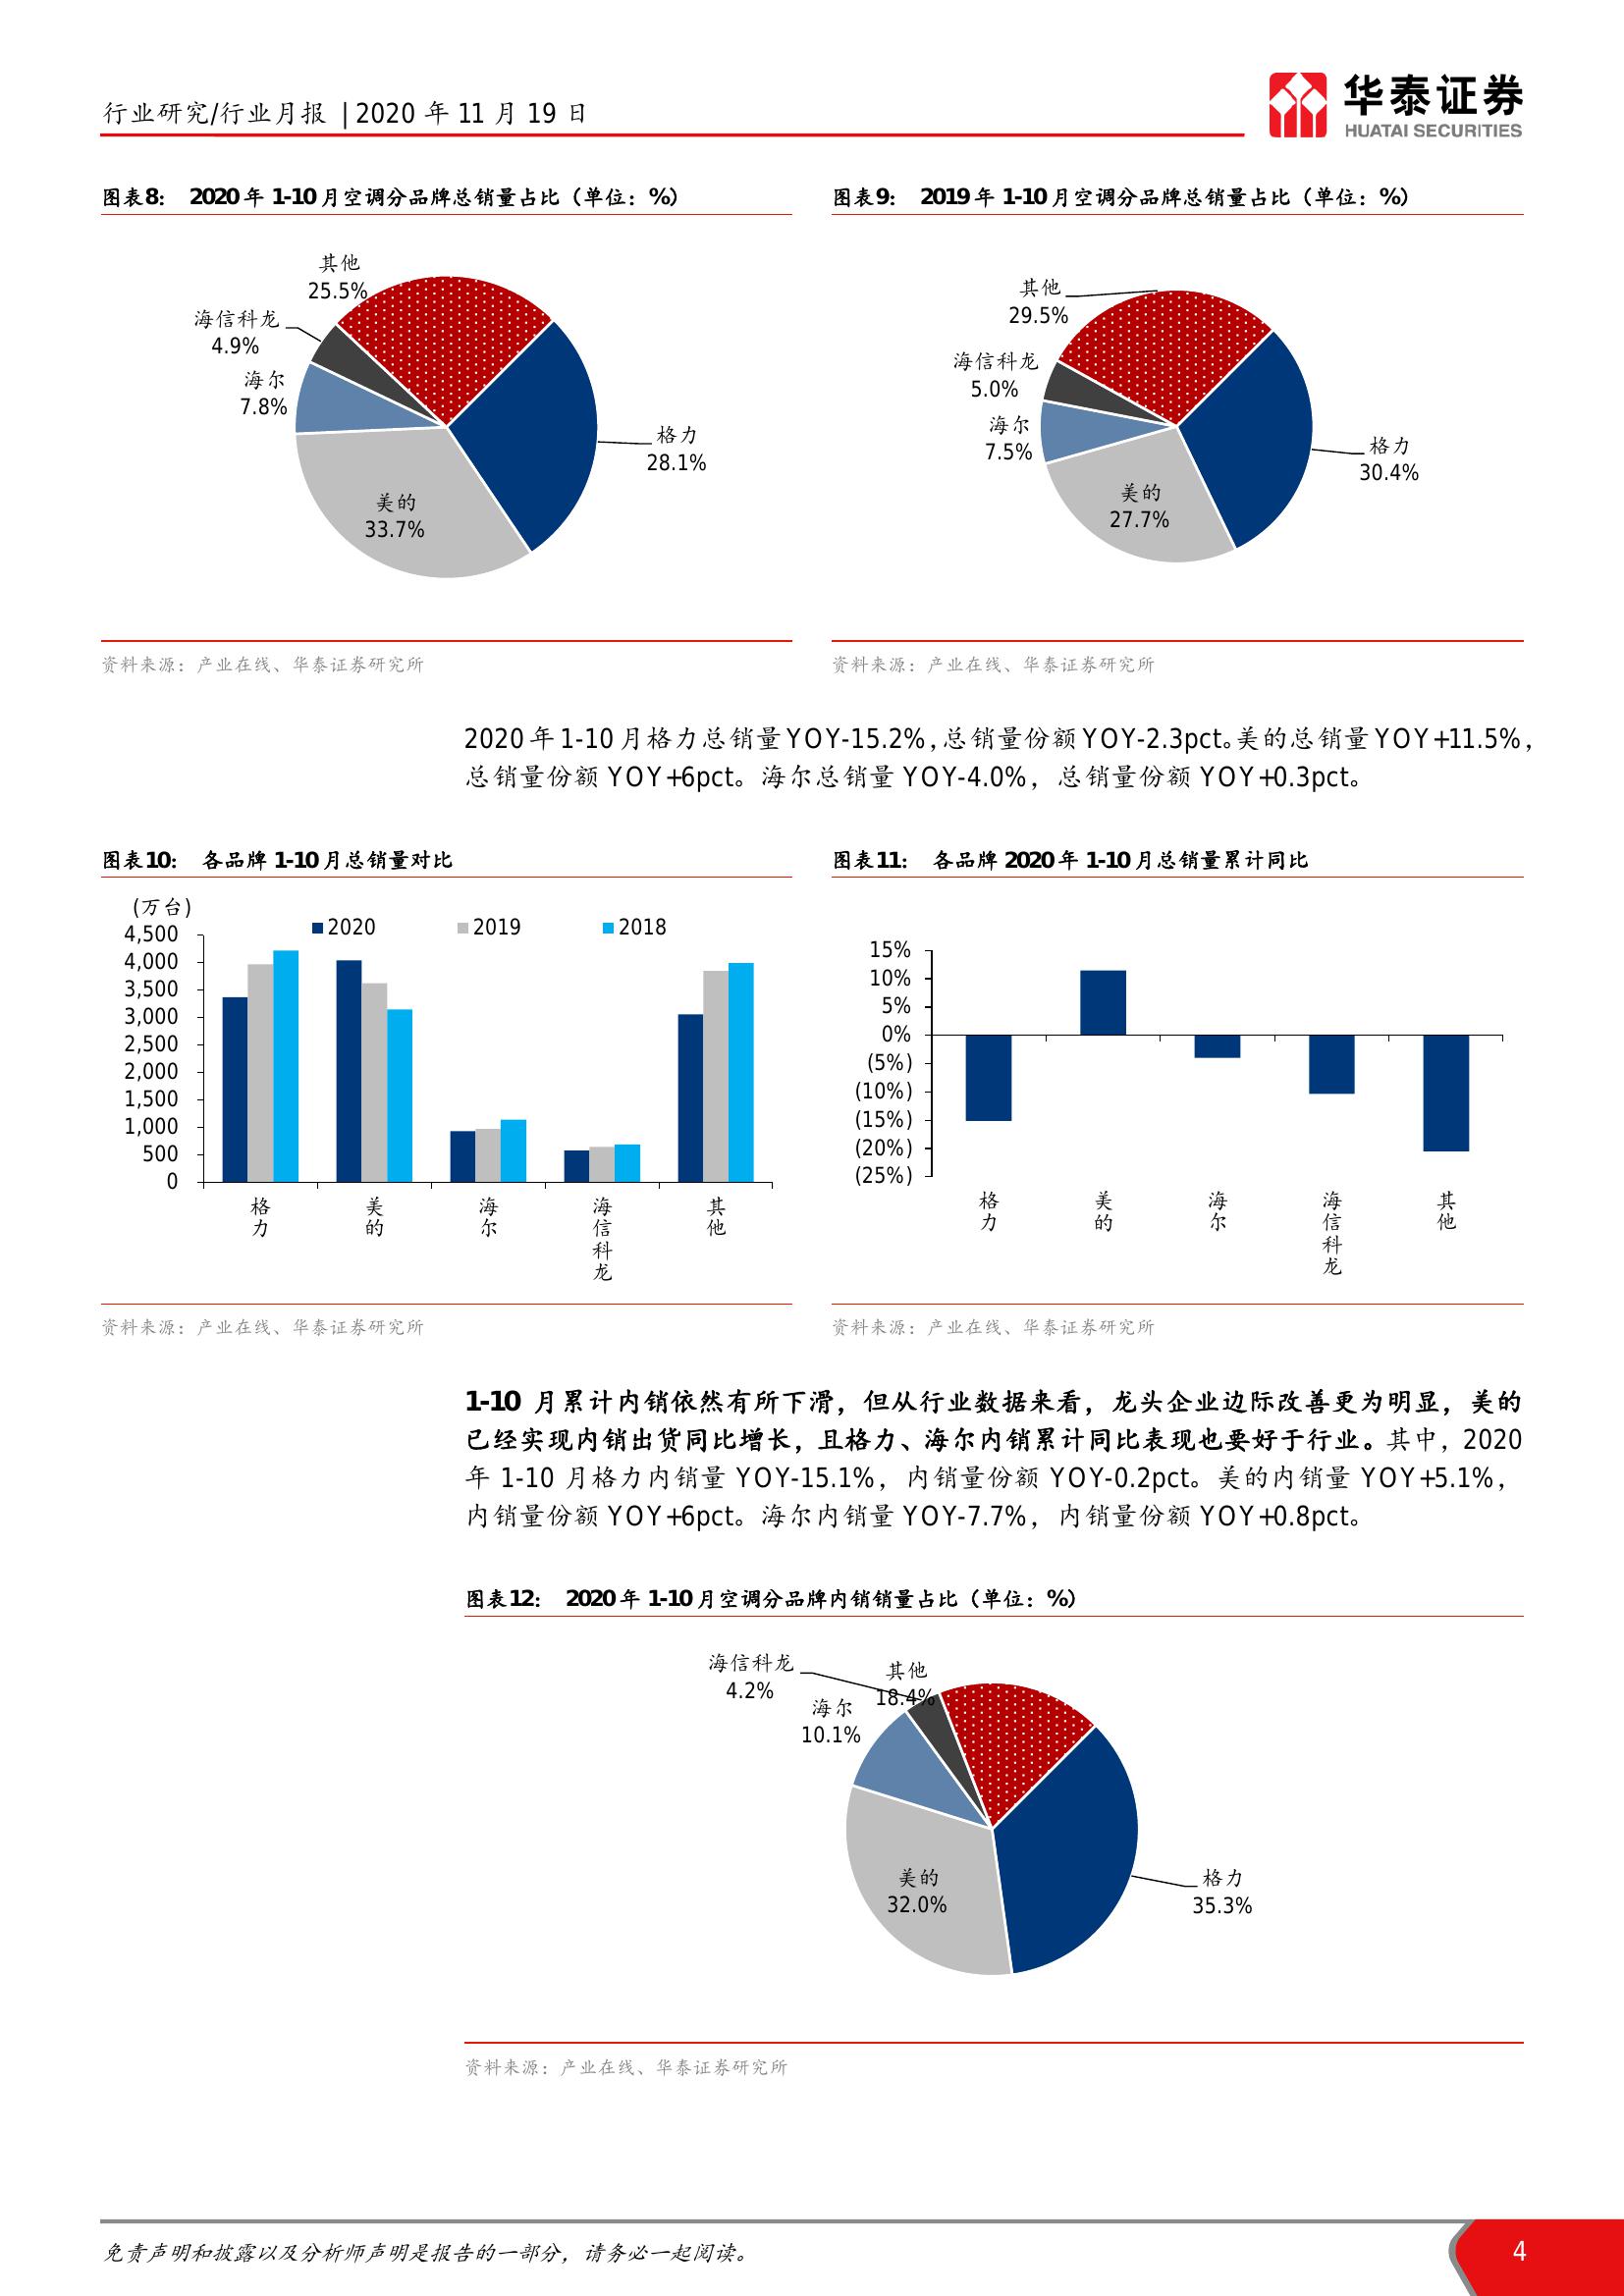 行业研究/行业月报 | 2020 年 11 月 19 日
华泰证券
HUATAI SECURITIES
图表8： 2020 年 1-10 月空调分品牌总销量占比（单位：%）
其他
25.5%
海信科龙
4.9%
海尔
7.8%
格力
28.1%
美的
33.7%
资料来源：产业在线、华泰证券研究所
图表9： 2019 年 1-10 月空调分品牌总销量占比（单位：%）
其他
29.5%
海信科龙
5.0%
海尔
7.5%
格力
30.4%
美的
27.7%
资料来源：产业在线、华泰证券研究所
2020 年 1-10 月格力总销量 YOY-15.2%，总销量份额 YOY-2.3pct。美的总销量 YOY+11.5%，
总销量份额 YOY+6pct。海尔总销量 YOY-4.0%，总销量份额 YOY+0.3pct。
图表10： 各品牌 1-10 月总销量对比
(万台)
2020 2019 2018
4,500
4,000
3,500
3,000
2,500
2,000
1,500
1,000
500
0
格力 美的 海尔 海信科龙 其他
资料来源：产业在线、华泰证券研究所
图表11： 各品牌 2020 年 1-10 月总销量累计同比
15%
10%
5%
0%
(5%)
(10%)
(15%)
(20%)
(25%)
格力 美的 海尔 海信科龙 其他
资料来源：产业在线、华泰证券研究所
1-10 月累计内销依然有所下滑，但从行业数据来看，龙头企业边际改善更为明显，美的
已经实现内销出货同比增长，且格力、海尔内销累计同比表现也要好于行业。其中，2020
年 1-10 月格力内销量 YOY-15.1%，内销量份额 YOY-0.2pct。美的内销量 YOY+5.1%，
内销量份额 YOY+6pct。海尔内销量 YOY-7.7%，内销量份额 YOY+0.8pct。
图表12： 2020 年 1-10 月空调分品牌内销销量占比（单位：%）
海信科龙
4.2%
其他
18.4%
海尔
10.1%
美的
32.0%
格力
35.3%
资料来源：产业在线、华泰证券研究所
免责声明和披露以及分析师声明是报告的一部分，请务必一起阅读。
4